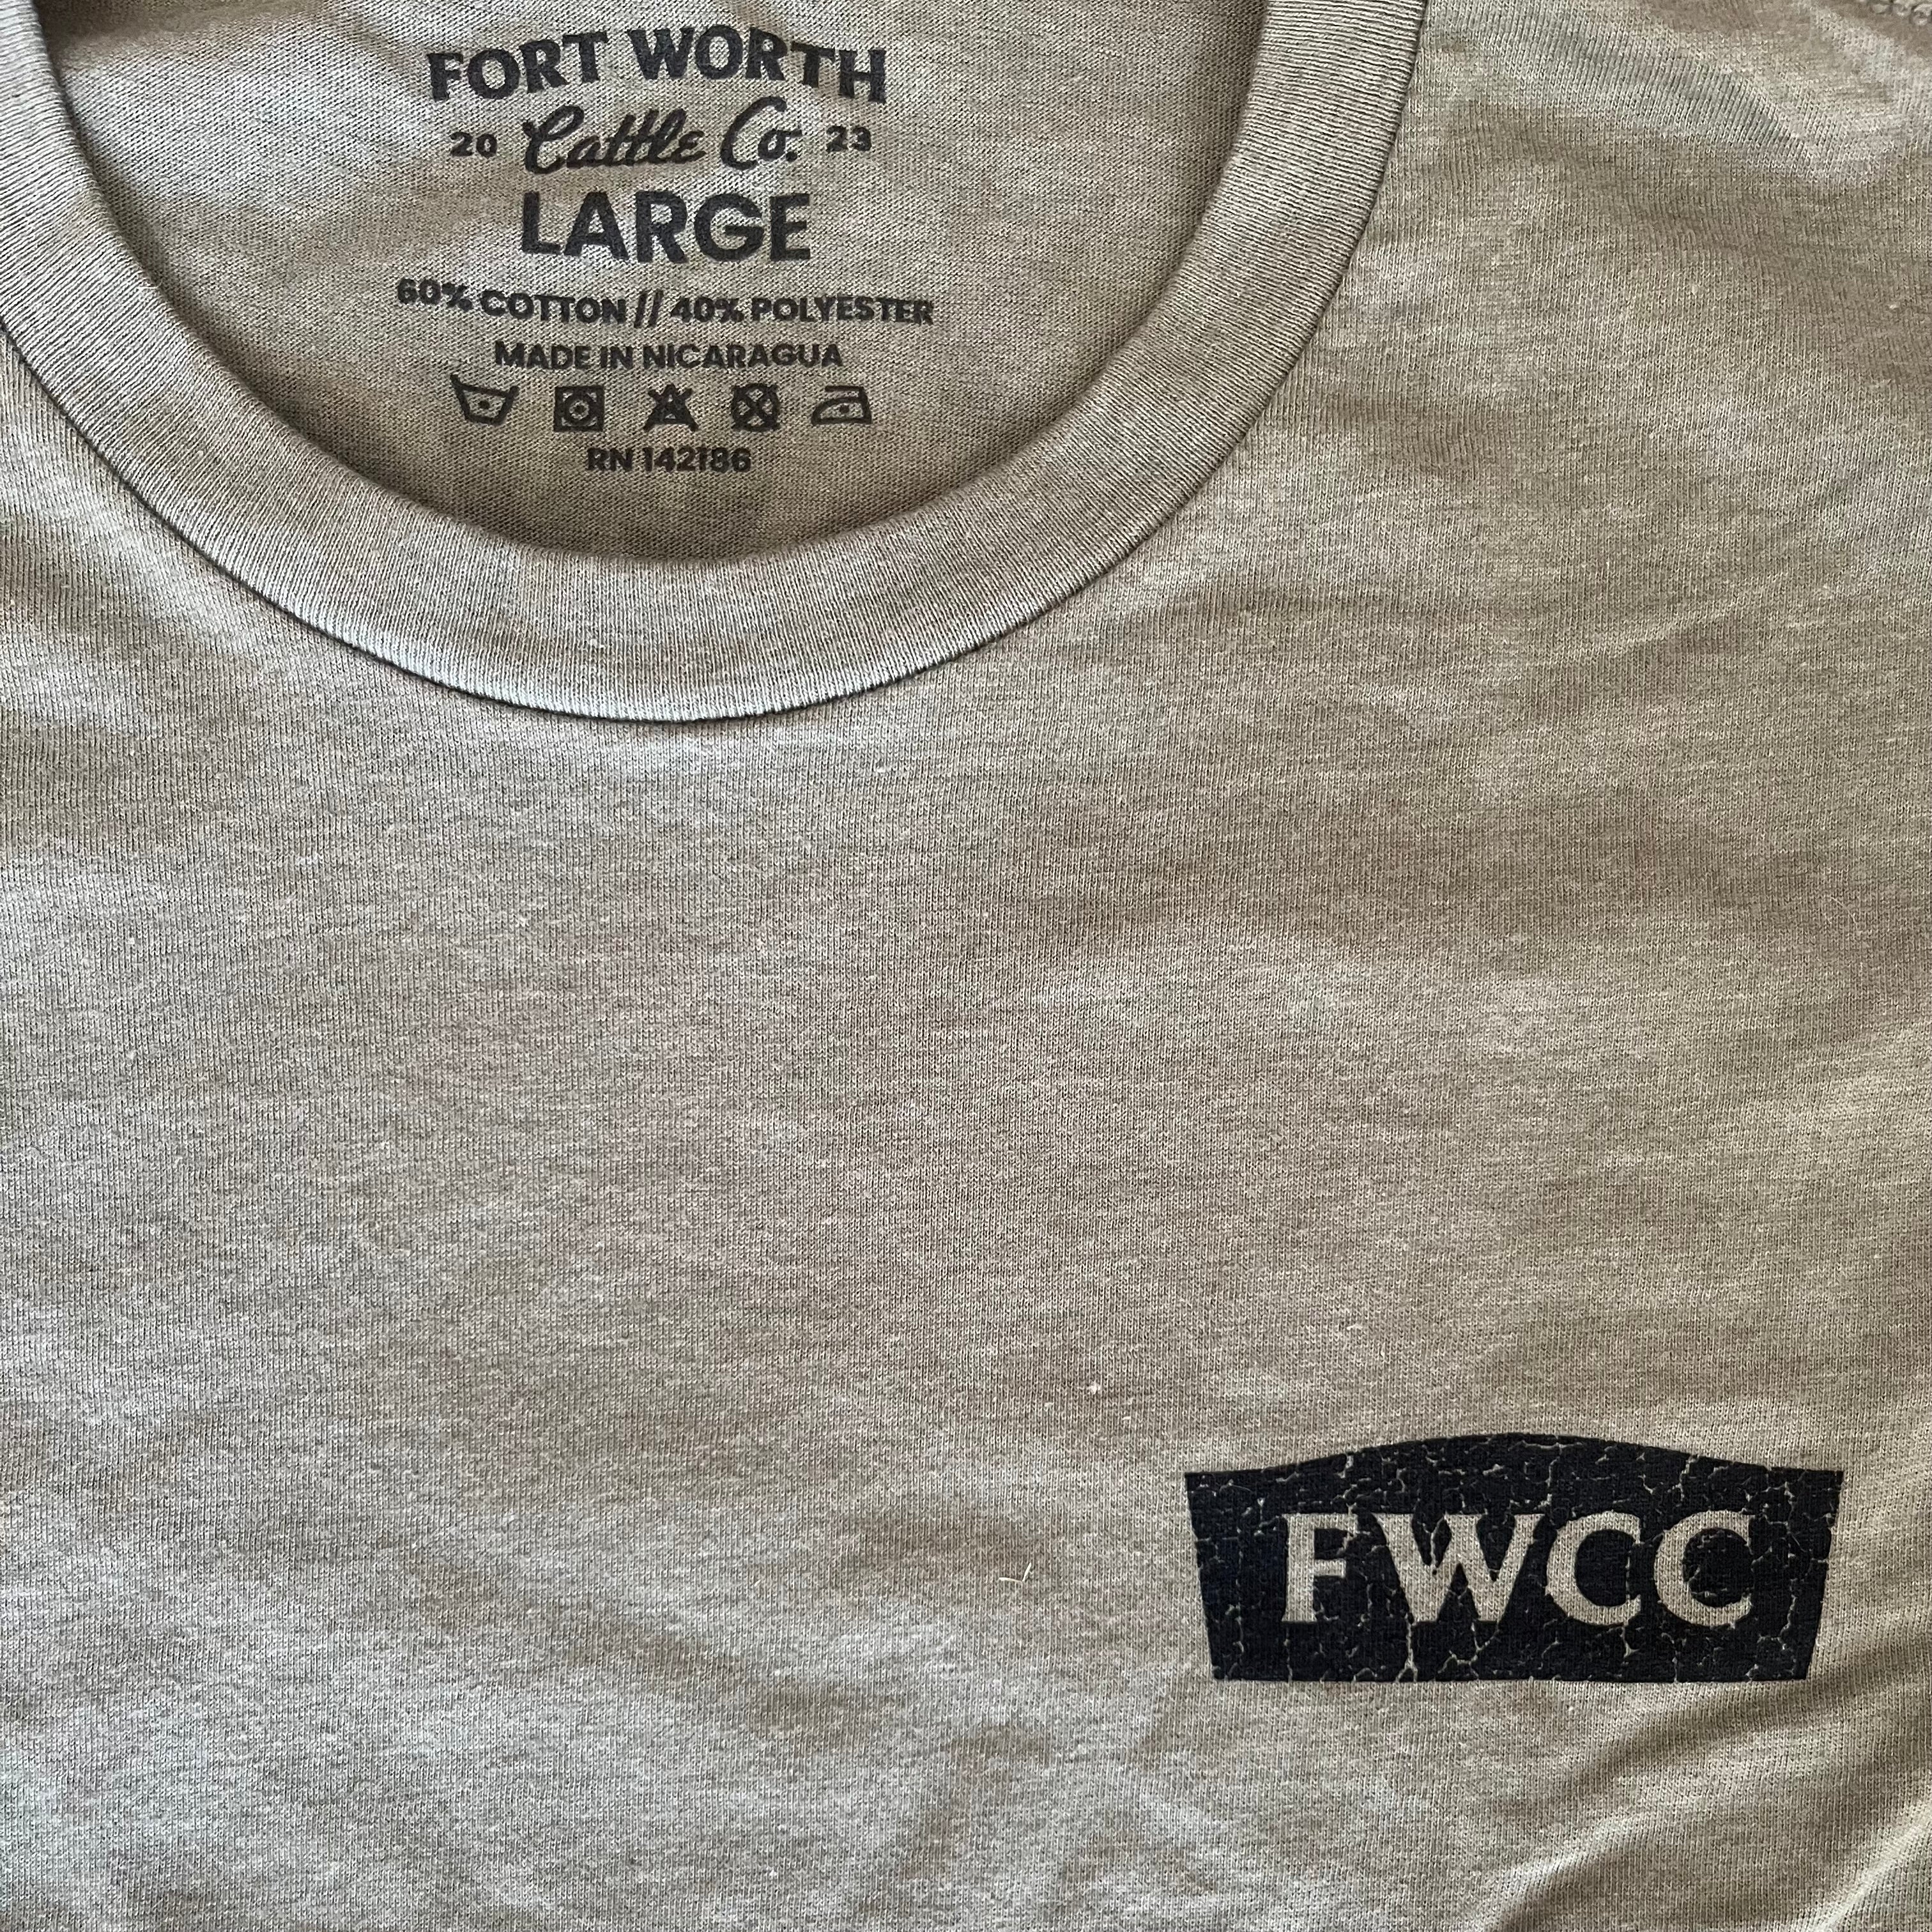 FORT WORTH
20 Cattle Co. 23
LARGE
60% COTTON // 40% POLYESTER
MADE IN NICARAGUA
RN 142186
FWCC